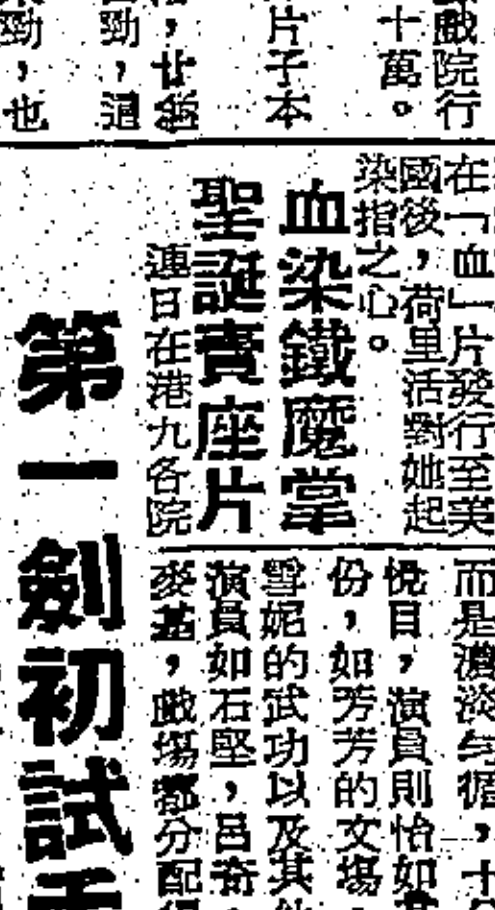 戲院行
十萬。
片子本
勁,也
在「血」片發行至美
國後,荷里活對她起
染指之心。
血染鐵魔掌
聖誕賣座片
連日在港九各院
而是濃淡
悅目,演員則恰如其
份,如芳芳的文場,
雪妮的武功以及其他
演員如石堅,呂奇,
麥基,戲場都分配得
第一劍初試